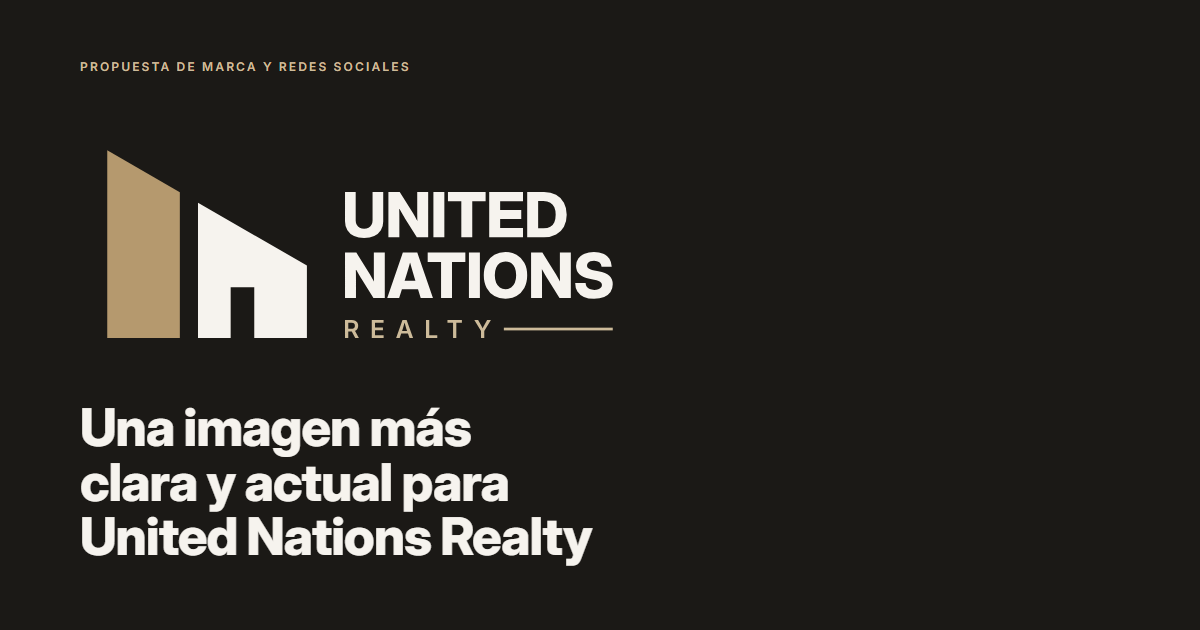 PROPUESTA DE MARCA Y REDES SOCIALES
UNITED
NATIONS
REALTY
Una imagen más
clara y actual para
United Nations Realty